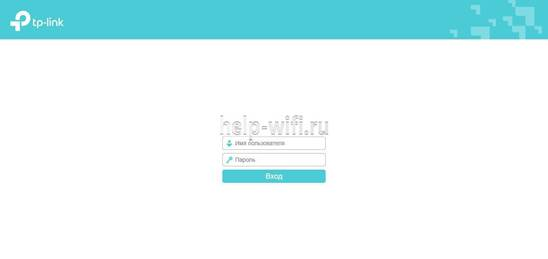 tp-link
help-wifi.ru
Имя пользователя
Пароль
Вход